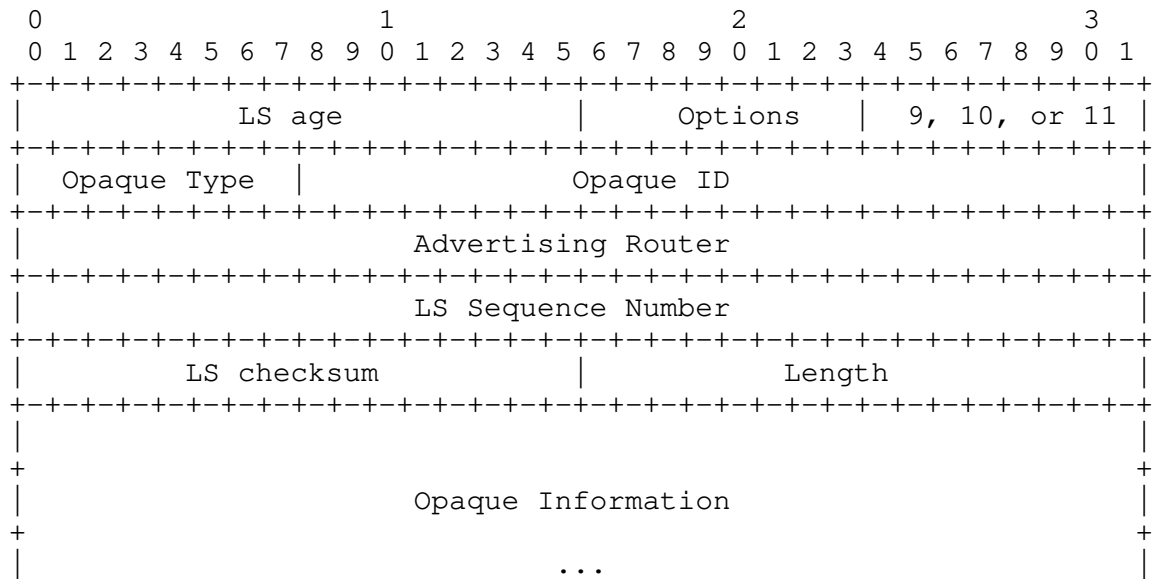 0                   1                   2                   3
 0 1 2 3 4 5 6 7 8 9 0 1 2 3 4 5 6 7 8 9 0 1 2 3 4 5 6 7 8 9 0 1
+-+-+-+-+-+-+-+-+-+-+-+-+-+-+-+-+-+-+-+-+-+-+-+-+-+-+-+-+-+-+-+-+
|            LS age             |     Options   |  9, 10, or 11 |
+-+-+-+-+-+-+-+-+-+-+-+-+-+-+-+-+-+-+-+-+-+-+-+-+-+-+-+-+-+-+-+-+
|  Opaque Type  |               Opaque ID                       |
+-+-+-+-+-+-+-+-+-+-+-+-+-+-+-+-+-+-+-+-+-+-+-+-+-+-+-+-+-+-+-+-+
|                      Advertising Router                       |
+-+-+-+-+-+-+-+-+-+-+-+-+-+-+-+-+-+-+-+-+-+-+-+-+-+-+-+-+-+-+-+-+
|                      LS Sequence Number                       |
+-+-+-+-+-+-+-+-+-+-+-+-+-+-+-+-+-+-+-+-+-+-+-+-+-+-+-+-+-+-+-+-+
|         LS checksum           |           Length              |
+-+-+-+-+-+-+-+-+-+-+-+-+-+-+-+-+-+-+-+-+-+-+-+-+-+-+-+-+-+-+-+-+
|                                                               |
+                                                               +
|                      Opaque Information                       |
+                                                               +
|                              ...                              |